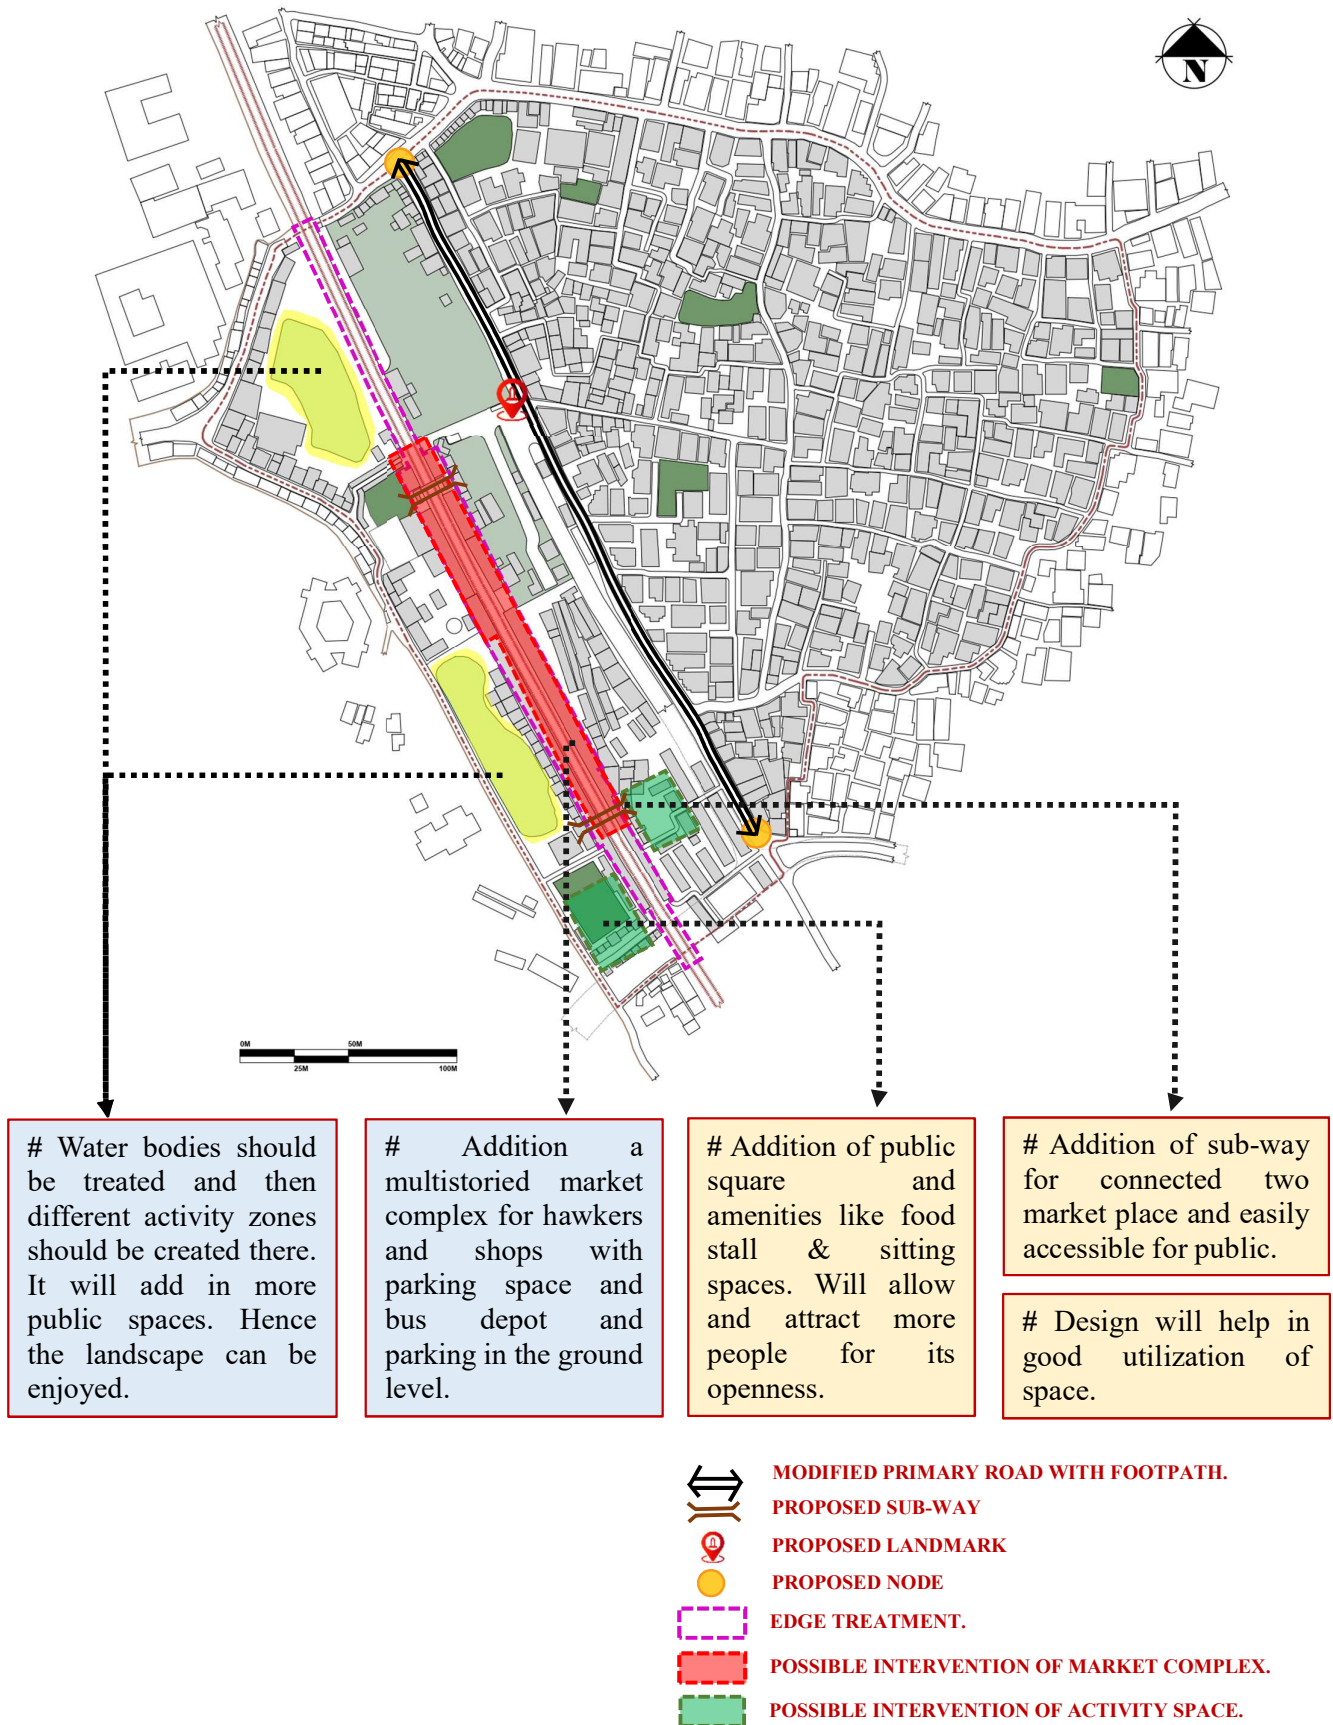 N
0M 50M
25M 100M
# Water bodies should
be treated and then
different activity zones
should be created there.
It will add in more
public spaces. Hence
the landscape can be
enjoyed.
# Addition a
multistoried market
complex for hawkers
and shops with
parking space and
bus depot and
parking in the ground
level.
# Addition of public
square and
amenities like food
stall & sitting
spaces. Will allow
and attract more
people for its
openness.
# Addition of sub-way
for connected two
market place and easily
accessible for public.
# Design will help in
good utilization of
space.
MODIFIED PRIMARY ROAD WITH FOOTPATH.
PROPOSED SUB-WAY
PROPOSED LANDMARK
PROPOSED NODE
EDGE TREATMENT.
POSSIBLE INTERVENTION OF MARKET COMPLEX.
POSSIBLE INTERVENTION OF ACTIVITY SPACE.